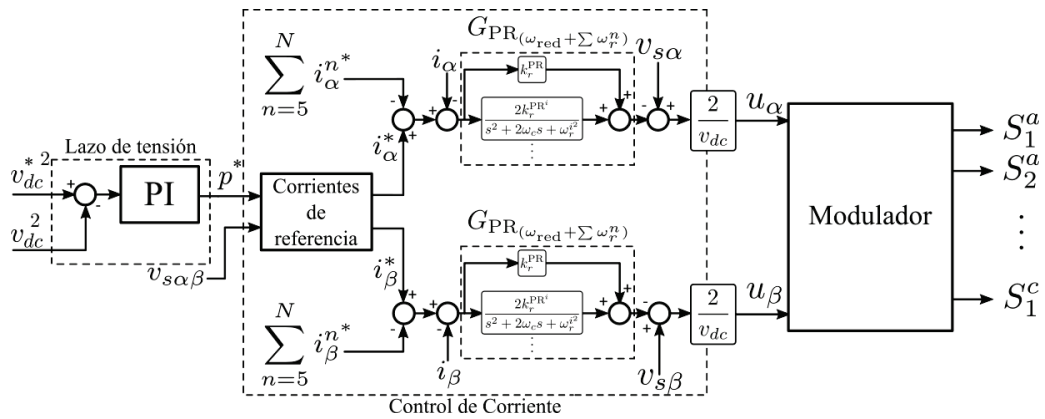 G_PR(ω_red+∑ω_r^n)
N
∑ i_α^n*
n=5
i_α
k_r^PR
v_sα
2k_r^PR^i
s² + 2ω_c s + ω_r^i²
⋮
2
v_dc
u_α
i_α*
Lazo de tensión
v_dc*²
PI
p*
v_dc²
v_sαβ
Corrientes
de
referencia
Modulador
S_1^a
S_2^a
⋮
S_1^c
i_β*
G_PR(ω_red+∑ω_r^n)
N
∑ i_β^n*
n=5
k_r^PR
2k_r^PR^i
s² + 2ω_c s + ω_r^i²
⋮
i_β
v_sβ
2
v_dc
u_β
Control de Corriente